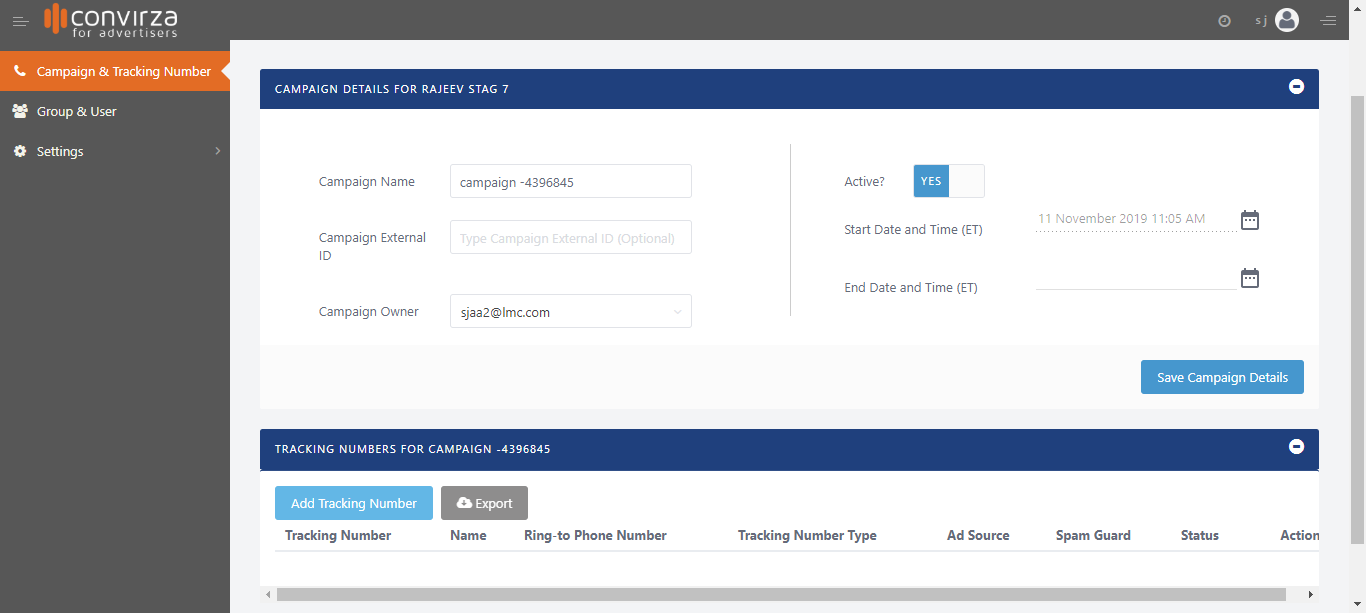 convirza
for advertisers
s j
Campaign & Tracking Number
Group & User
Settings
CAMPAIGN DETAILS FOR RAJEEV STAG 7
Campaign Name
campaign -4396845
Campaign External
ID
Type Campaign External ID (Optional)
Campaign Owner
sjaa2@lmc.com
Active?
YES
Start Date and Time (ET)
11 November 2019 11:05 AM
End Date and Time (ET)
Save Campaign Details
TRACKING NUMBERS FOR CAMPAIGN -4396845
Add Tracking Number
Export
Tracking Number Name Ring-to Phone Number Tracking Number Type Ad Source Spam Guard Status Action